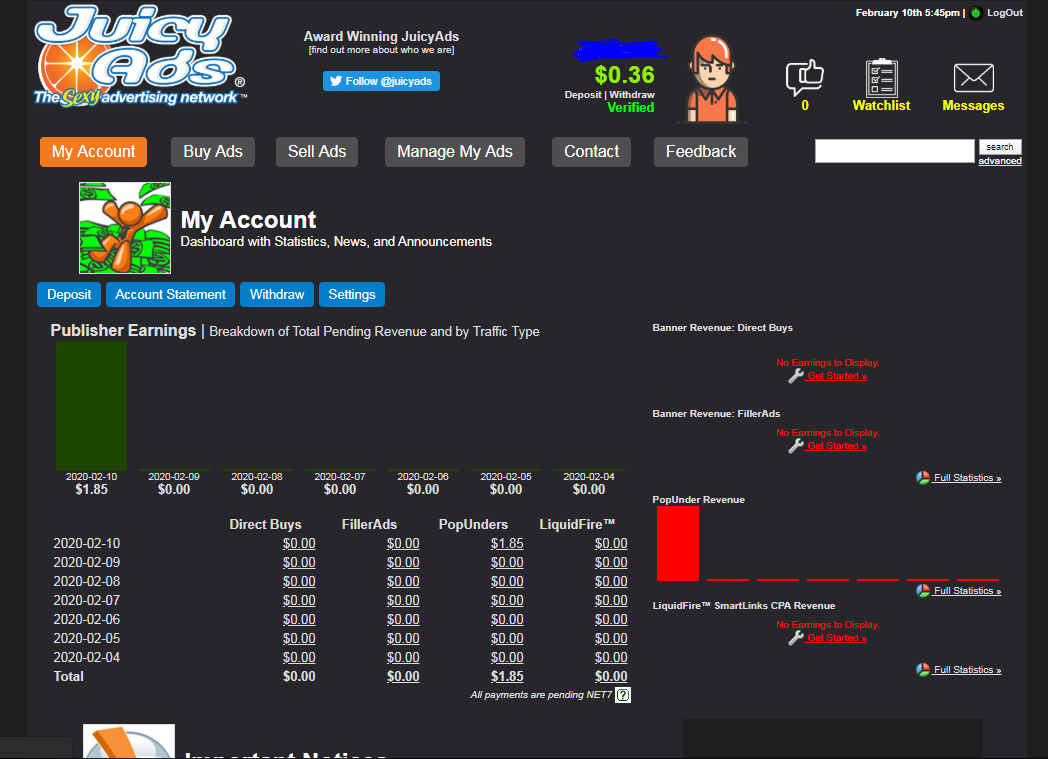 February 10th 5:45pm | LogOut
Juicy Ads ®
The Sexy advertising network™
Award Winning JuicyAds
[find out more about who we are]
Follow @juicyads
$0.36
Deposit | Withdraw
Verified
0
Watchlist
Messages
My Account
Buy Ads
Sell Ads
Manage My Ads
Contact
Feedback
search
advanced
My Account
Dashboard with Statistics, News, and Announcements
Deposit
Account Statement
Withdraw
Settings
Publisher Earnings | Breakdown of Total Pending Revenue and by Traffic Type
2020-02-10 2020-02-09 2020-02-08 2020-02-07 2020-02-06 2020-02-05 2020-02-04
$1.85 $0.00 $0.00 $0.00 $0.00 $0.00 $0.00
Direct Buys FillerAds PopUnders LiquidFire™
2020-02-10 $0.00 $0.00 $1.85 $0.00
2020-02-09 $0.00 $0.00 $0.00 $0.00
2020-02-08 $0.00 $0.00 $0.00 $0.00
2020-02-07 $0.00 $0.00 $0.00 $0.00
2020-02-06 $0.00 $0.00 $0.00 $0.00
2020-02-05 $0.00 $0.00 $0.00 $0.00
2020-02-04 $0.00 $0.00 $0.00 $0.00
Total $0.00 $0.00 $1.85 $0.00
All payments are pending NET7 ?
Banner Revenue: Direct Buys
No Earnings to Display.
Get Started »
Banner Revenue: FillerAds
No Earnings to Display.
Get Started »
Full Statistics »
PopUnder Revenue
Full Statistics »
LiquidFire™ SmartLinks CPA Revenue
No Earnings to Display.
Get Started »
Full Statistics »
Important Notices